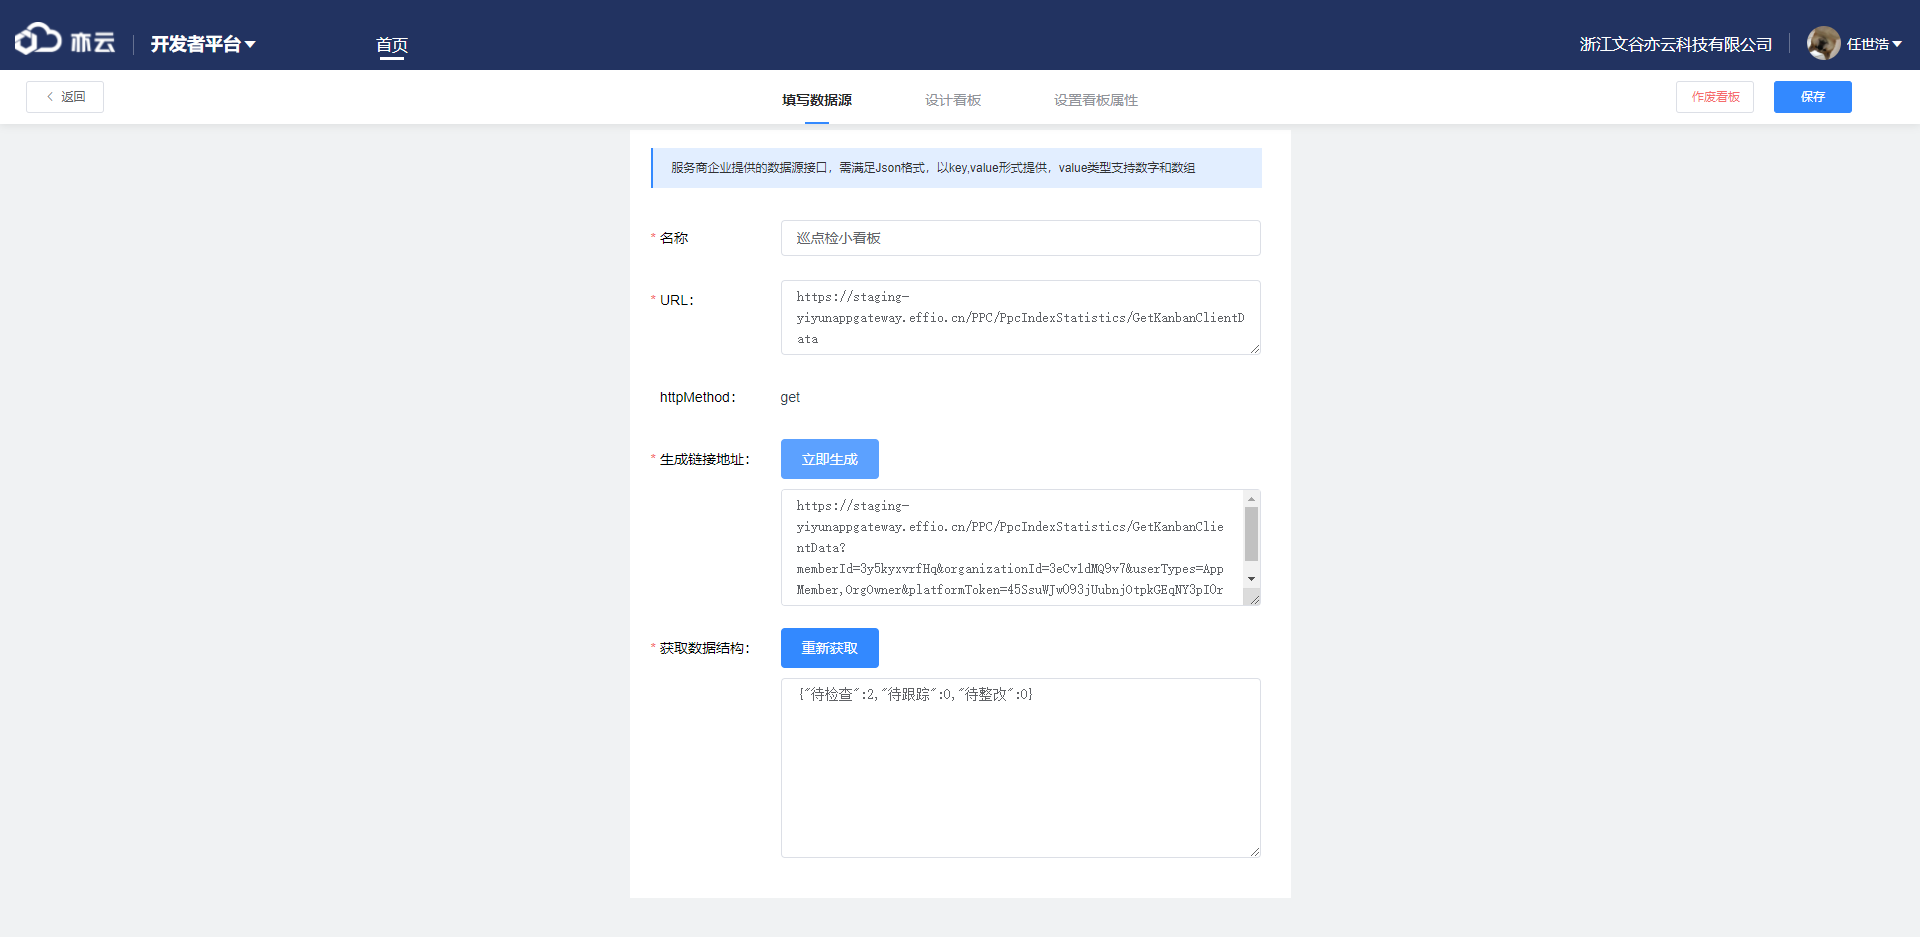 亦云
开发者平台
首页
浙江文谷亦云科技有限公司
任世浩
返回
填写数据源
设计看板
设置看板属性
作废看板
保存
服务商企业提供的数据源接口，需满足Json格式，以key,value形式提供，value类型支持数字和数组
* 名称
巡点检小看板
* URL：
https://staging-
yiyunappgateway.effio.cn/PPC/PpcIndexStatistics/GetKanbanClientD
ata
httpMethod：
get
* 生成链接地址：
立即生成
https://staging-
yiyunappgateway.effio.cn/PPC/PpcIndexStatistics/GetKanbanClie
ntData?
memberId=3y5kyxvrfHq&organizationId=3eCvldMQ9v7&userTypes=App
Member,OrgOwner&platformToken=45SsuWJwO93jUubnjOtpkGEqNY3pIOr
* 获取数据结构：
重新获取
{"待检查":2,"待跟踪":0,"待整改":0}